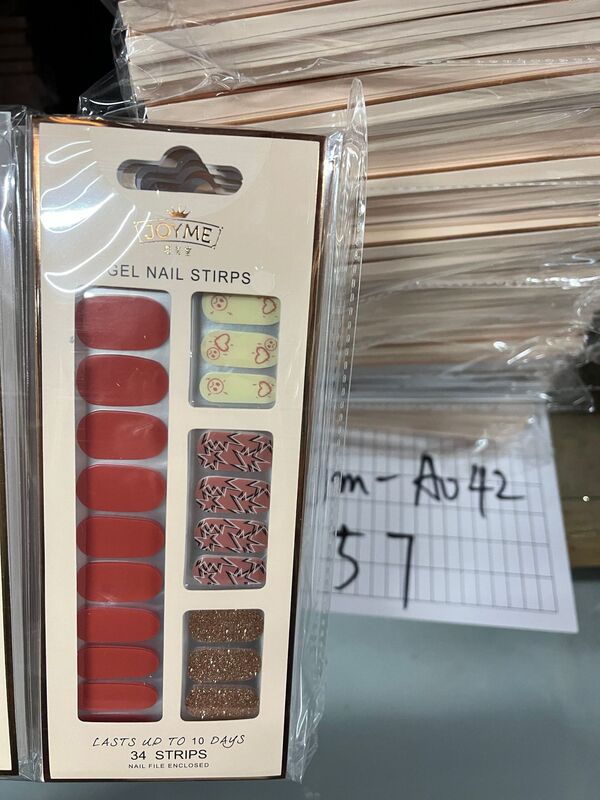 JOYME
GEL NAIL STIRPS
LASTS UP TO 10 DAYS
34 STRIPS
NAIL FILE ENCLOSED
m-A042
57